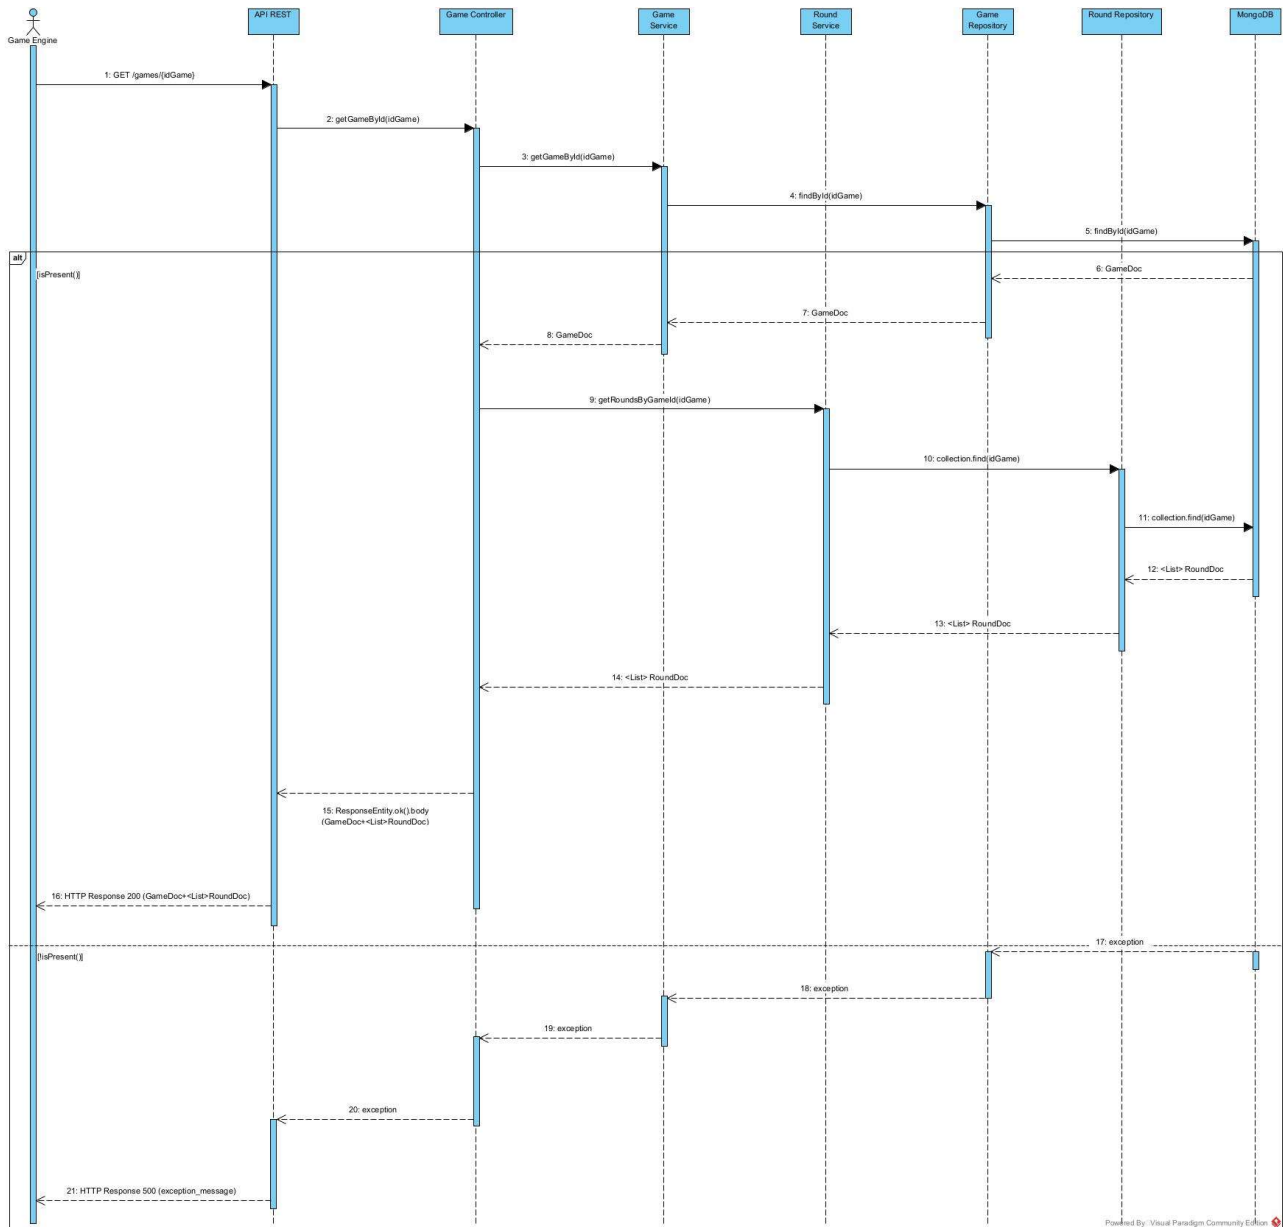 Game Engine
API REST
Game Controller
Game
Service
Round
Service
Game
Repository
Round Repository
MongoDB
1: GET /games/{idGame}
2: getGameById(idGame)
3: getGameById(idGame)
4: findById(idGame)
5: findById(idGame)
alt
[isPresent()]
6: GameDoc
7: GameDoc
8: GameDoc
9: getRoundsByGameId(idGame)
10: collection.find(idGame)
11: collection.find(idGame)
12: <List> RoundDoc
13: <List> RoundDoc
14: <List> RoundDoc
15: ResponseEntity.ok().body
(GameDoc+<List>RoundDoc)
16: HTTP Response 200 (GameDoc+<List>RoundDoc)
17: exception
[!isPresent()]
18: exception
19: exception
20: exception
21: HTTP Response 500 (exception_message)
Powered By: Visual Paradigm Community Edition